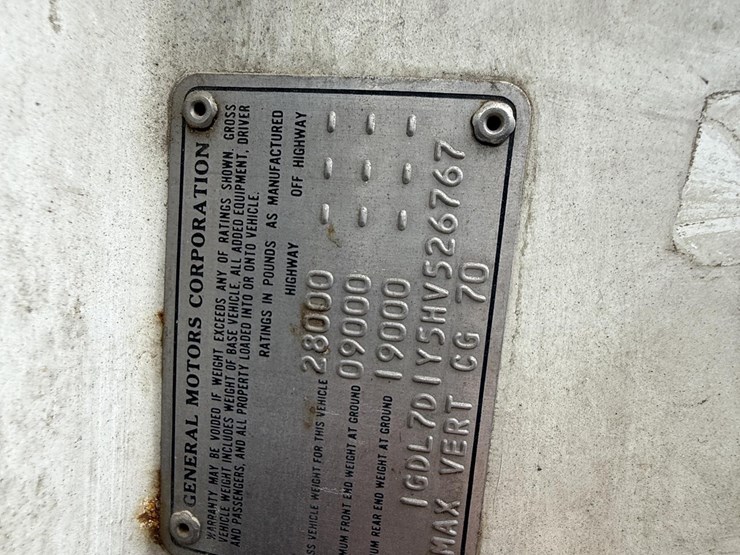 GENERAL MOTORS CORPORATION
WARRANTY MAY BE VOIDED IF WEIGHT EXCEEDS ANY OF RATINGS SHOWN. GROSS
VEHICLE WEIGHT INCLUDES WEIGHT OF BASE VEHICLE, ALL ADDED EQUIPMENT, DRIVER
AND PASSENGERS, AND ALL PROPERTY LOADED INTO OR ONTO VEHICLE.
RATINGS IN POUNDS AS MANUFACTURED
HIGHWAY OFF HIGHWAY
SS VEHICLE WEIGHT FOR THIS VEHICLE 28000 - - -
MUM FRONT END WEIGHT AT GROUND 09000 - - -
UM REAR END WEIGHT AT GROUND 19000 - - -
1GDL7D1Y5HV526767
MAX VERT CG 70